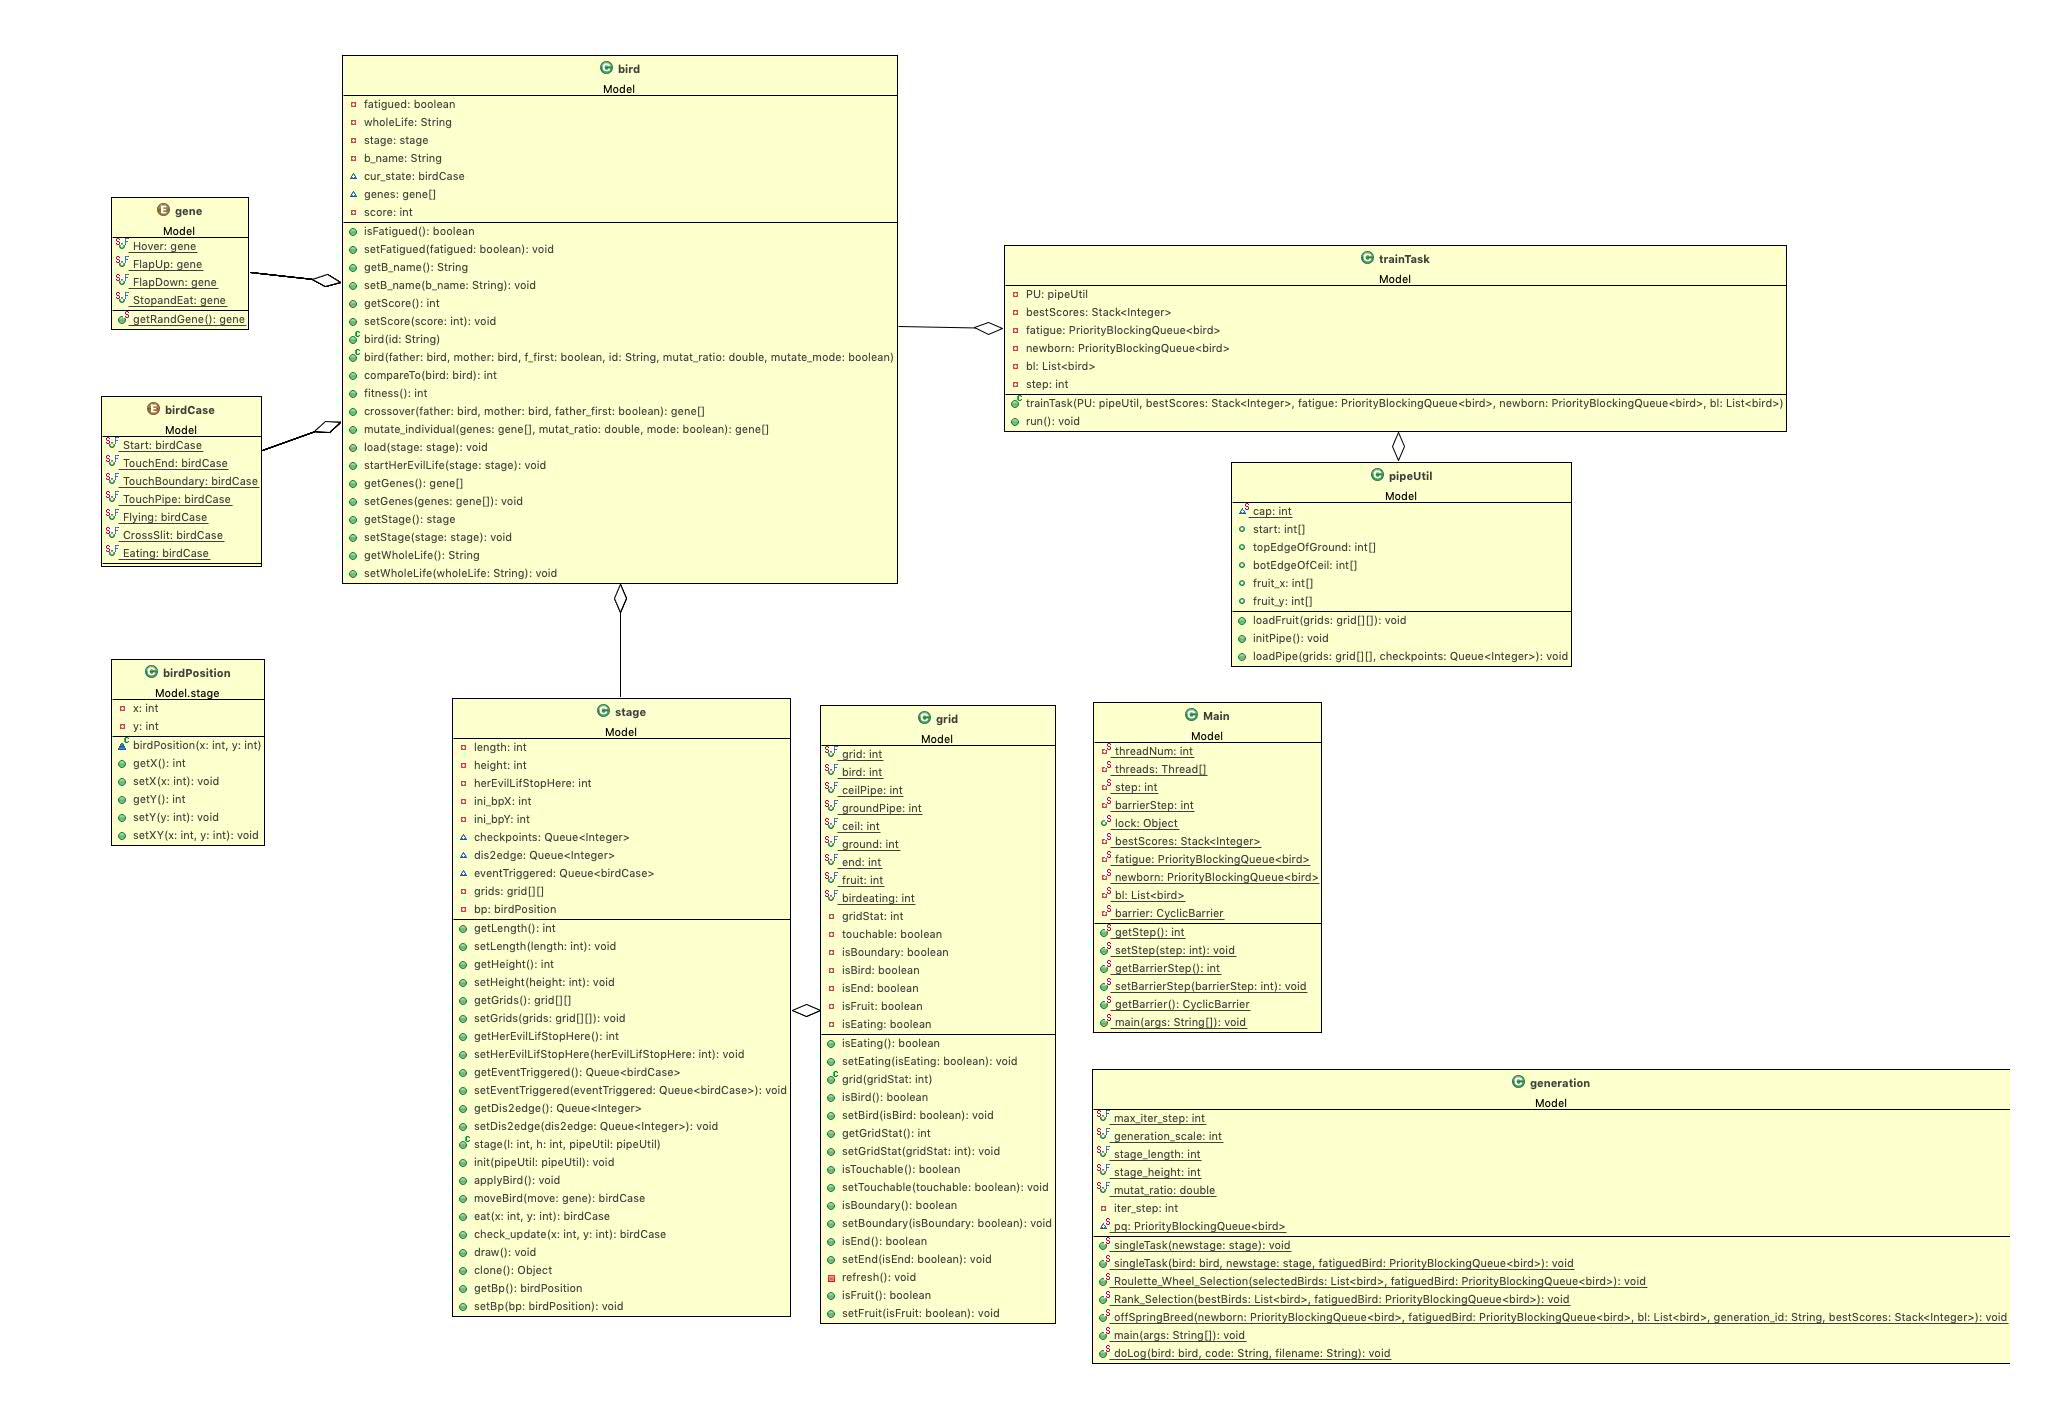 bird
Model
fatigued: boolean
wholeLife: String
stage: stage
b_name: String
cur_state: birdCase
genes: gene[]
score: int
isFatigued(): boolean
setFatigued(fatigued: boolean): void
getB_name(): String
setB_name(b_name: String): void
getScore(): int
setScore(score: int): void
bird(id: String)
bird(father: bird, mother: bird, f_first: boolean, id: String, mutat_ratio: double, mutate_mode: boolean)
compareTo(bird: bird): int
fitness(): int
crossover(father: bird, mother: bird, father_first: boolean): gene[]
mutate_individual(genes: gene[], mutat_ratio: double, mode: boolean): gene[]
load(stage: stage): void
startHerEvilLife(stage: stage): void
getGenes(): gene[]
setGenes(genes: gene[]): void
getStage(): stage
setStage(stage: stage): void
getWholeLife(): String
setWholeLife(wholeLife: String): void
gene
Model
Hover: gene
FlapUp: gene
FlapDown: gene
StopandEat: gene
getRandGene(): gene
birdCase
Model
Start: birdCase
TouchEnd: birdCase
TouchBoundary: birdCase
TouchPipe: birdCase
Flying: birdCase
CrossSlit: birdCase
Eating: birdCase
trainTask
Model
PU: pipeUtil
bestScores: Stack<Integer>
fatigue: PriorityBlockingQueue<bird>
newborn: PriorityBlockingQueue<bird>
bl: List<bird>
step: int
trainTask(PU: pipeUtil, bestScores: Stack<Integer>, fatigue: PriorityBlockingQueue<bird>, newborn: PriorityBlockingQueue<bird>, bl: List<bird>)
run(): void
pipeUtil
Model
cap: int
start: int[]
topEdgeOfGround: int[]
botEdgeOfCeil: int[]
fruit_x: int[]
fruit_y: int[]
loadFruit(grids: grid[][]): void
initPipe(): void
loadPipe(grids: grid[][], checkpoints: Queue<Integer>): void
birdPosition
Model.stage
x: int
y: int
birdPosition(x: int, y: int)
getX(): int
setX(x: int): void
getY(): int
setY(y: int): void
setXY(x: int, y: int): void
stage
Model
length: int
height: int
herEvilLifStopHere: int
ini_bpX: int
ini_bpY: int
checkpoints: Queue<Integer>
dis2edge: Queue<Integer>
eventTriggered: Queue<birdCase>
grids: grid[][]
bp: birdPosition
getLength(): int
setLength(length: int): void
getHeight(): int
setHeight(height: int): void
getGrids(): grid[][]
setGrids(grids: grid[][]): void
getHerEvilLifStopHere(): int
setHerEvilLifStopHere(herEvilLifStopHere: int): void
getEventTriggered(): Queue<birdCase>
setEventTriggered(eventTriggered: Queue<birdCase>): void
getDis2edge(): Queue<Integer>
setDis2edge(dis2edge: Queue<Integer>): void
stage(l: int, h: int, pipeUtil: pipeUtil)
init(pipeUtil: pipeUtil): void
applyBird(): void
moveBird(move: gene): birdCase
eat(x: int, y: int): birdCase
check_update(x: int, y: int): birdCase
draw(): void
clone(): Object
getBp(): birdPosition
setBp(bp: birdPosition): void
grid
Model
grid: int
bird: int
ceilPipe: int
groundPipe: int
ceil: int
ground: int
end: int
fruit: int
birdeating: int
gridStat: int
touchable: boolean
isBoundary: boolean
isBird: boolean
isEnd: boolean
isFruit: boolean
isEating: boolean
isEating(): boolean
setEating(isEating: boolean): void
grid(gridStat: int)
isBird(): boolean
setBird(isBird: boolean): void
getGridStat(): int
setGridStat(gridStat: int): void
isTouchable(): boolean
setTouchable(touchable: boolean): void
isBoundary(): boolean
setBoundary(isBoundary: boolean): void
isEnd(): boolean
setEnd(isEnd: boolean): void
refresh(): void
isFruit(): boolean
setFruit(isFruit: boolean): void
Main
Model
threadNum: int
threads: Thread[]
step: int
barrierStep: int
lock: Object
bestScores: Stack<Integer>
fatigue: PriorityBlockingQueue<bird>
newborn: PriorityBlockingQueue<bird>
bl: List<bird>
barrier: CyclicBarrier
getStep(): int
setStep(step: int): void
getBarrierStep(): int
setBarrierStep(barrierStep: int): void
getBarrier(): CyclicBarrier
main(args: String[]): void
generation
Model
max_iter_step: int
generation_scale: int
stage_length: int
stage_height: int
mutat_ratio: double
iter_step: int
pq: PriorityBlockingQueue<bird>
singleTask(newstage: stage): void
singleTask(bird: bird, newstage: stage, fatiguedBird: PriorityBlockingQueue<bird>): void
Roulette_Wheel_Selection(selectedBirds: List<bird>, fatiguedBird: PriorityBlockingQueue<bird>): void
Rank_Selection(bestBirds: List<bird>, fatiguedBird: PriorityBlockingQueue<bird>): void
offSpringBreed(newborn: PriorityBlockingQueue<bird>, fatiguedBird: PriorityBlockingQueue<bird>, bl: List<bird>, generation_id: String, bestScores: Stack<Integer>): void
main(args: String[]): void
doLog(bird: bird, code: String, filename: String): void